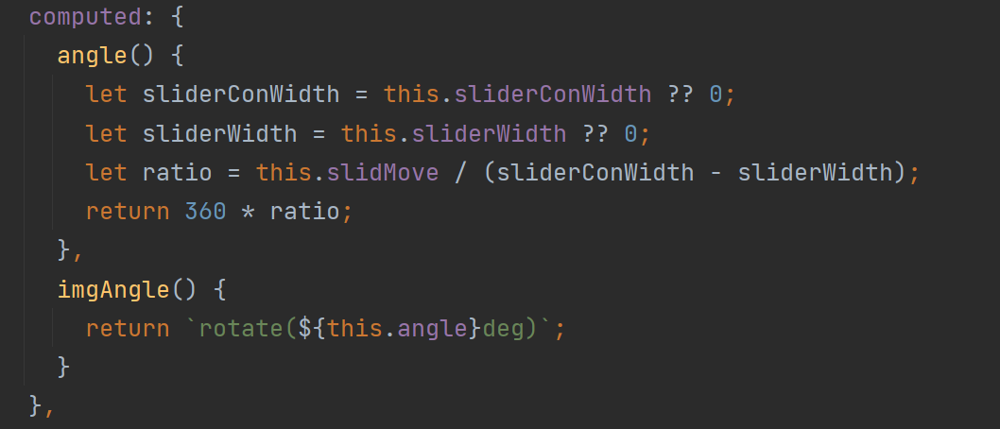 computed: {
  angle() {
    let sliderConWidth = this.sliderConWidth ?? 0;
    let sliderWidth = this.sliderWidth ?? 0;
    let ratio = this.slidMove / (sliderConWidth - sliderWidth);
    return 360 * ratio;
  },
  imgAngle() {
    return `rotate(${this.angle}deg)`;
  }
},